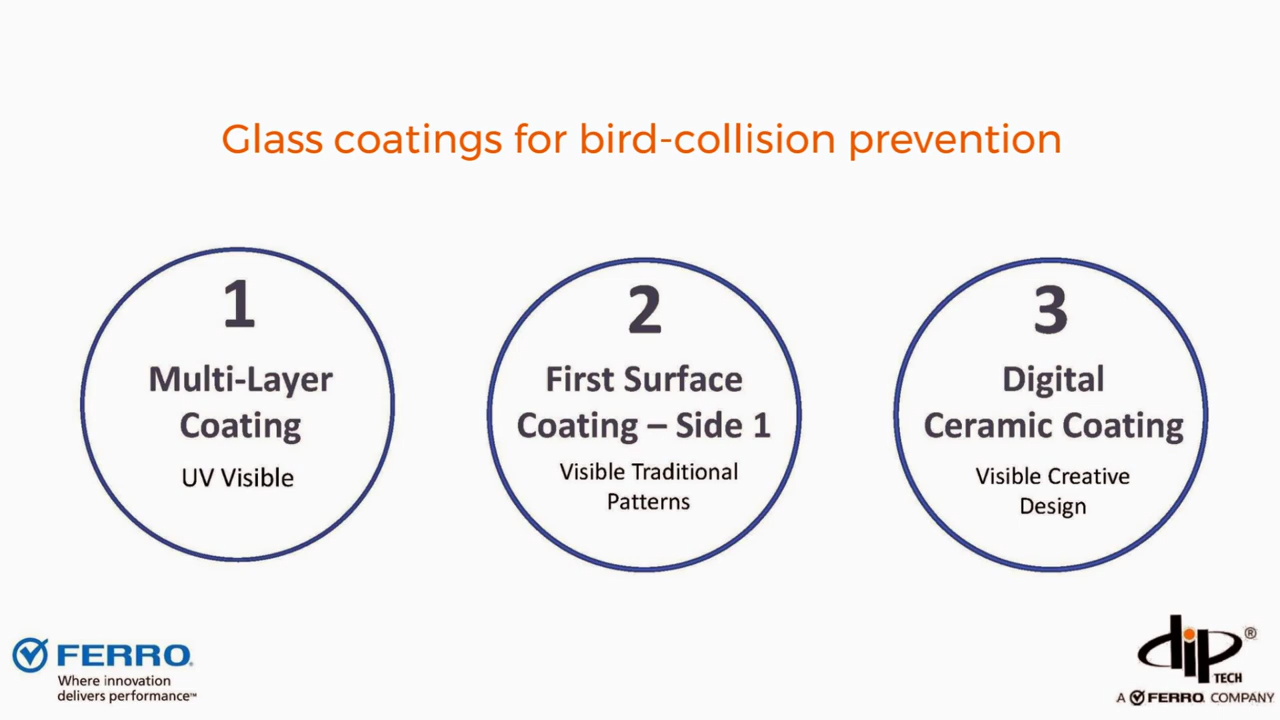 Glass coatings for bird-collision prevention
1
Multi-Layer
Coating
UV Visible
2
First Surface
Coating – Side 1
Visible Traditional
Patterns
3
Digital
Ceramic Coating
Visible Creative
Design
FERRO®
Where innovation
delivers performance™
dip®
TECH
A FERRO COMPANY